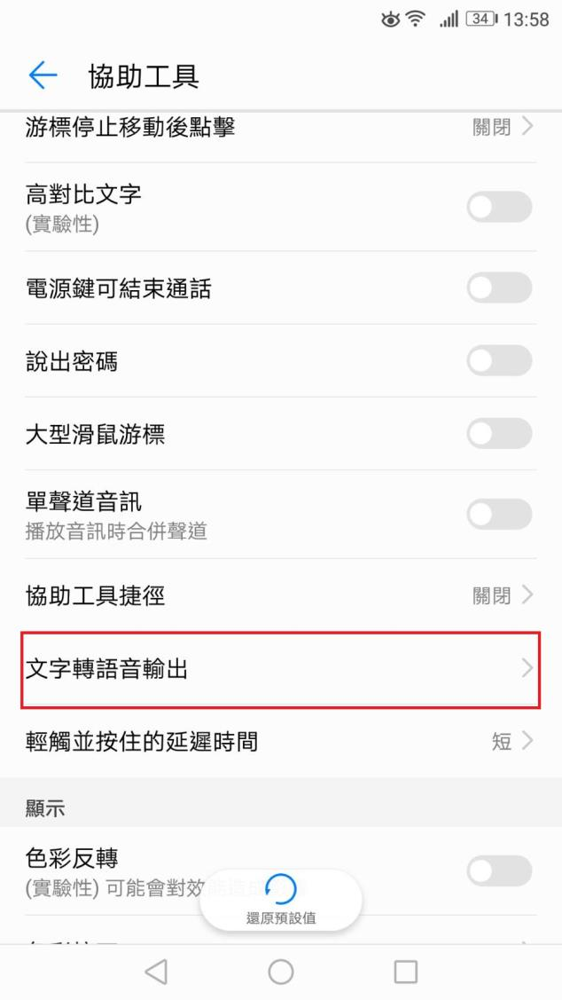 34 13:58
協助工具
游標停止移動後點擊 關閉
高對比文字
(實驗性)
電源鍵可結束通話
說出密碼
大型滑鼠游標
單聲道音訊
播放音訊時合併聲道
協助工具捷徑 關閉
文字轉語音輸出
輕觸並按住的延遲時間 短
顯示
色彩反轉
(實驗性) 可能會對效能造成
還原預設值